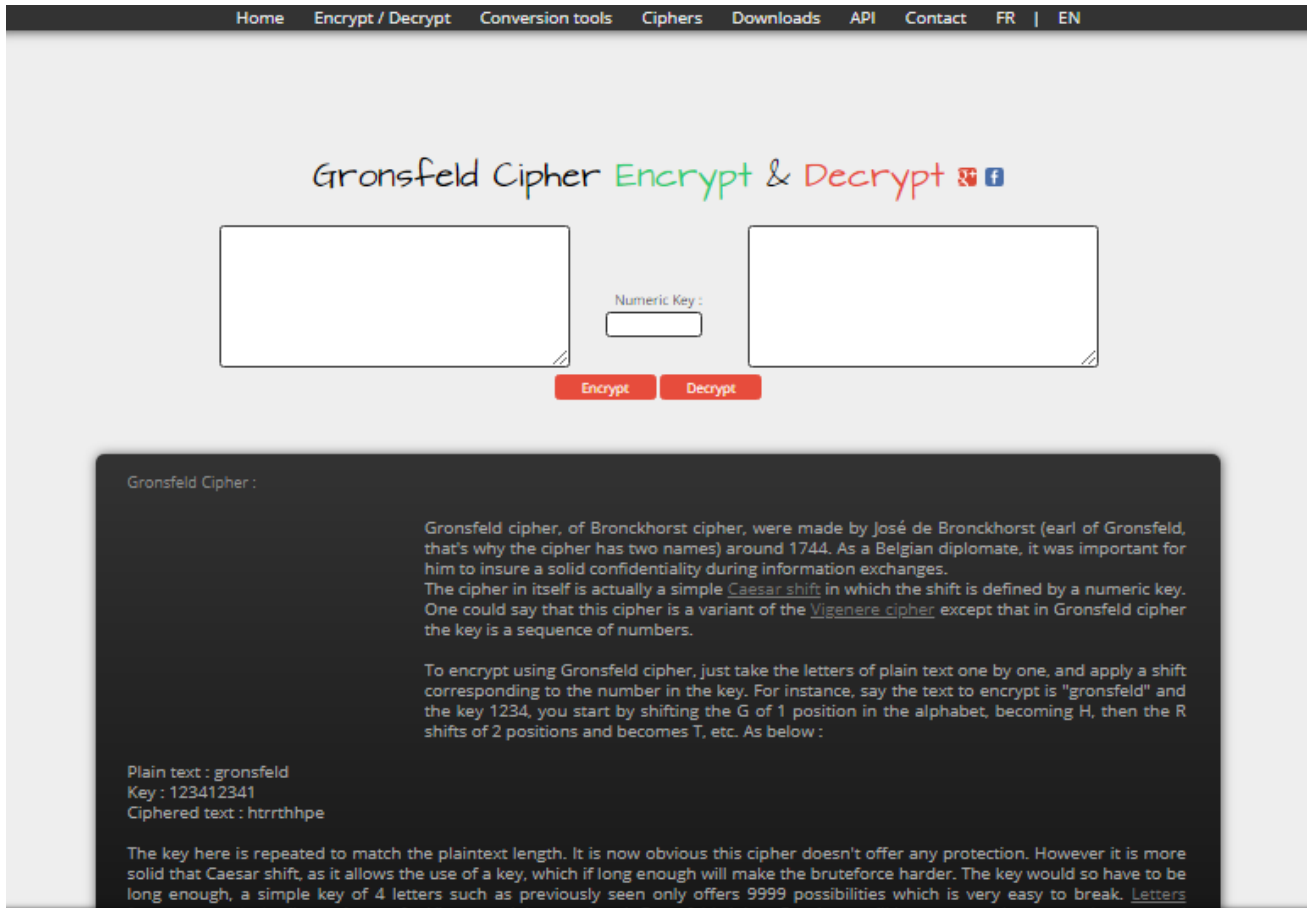 Home Encrypt / Decrypt Conversion tools Ciphers Downloads API Contact FR | EN
Gronsfeld Cipher Encrypt & Decrypt
Numeric Key :
Encrypt Decrypt
Gronsfeld Cipher :
Gronsfeld cipher, of Bronckhorst cipher, were made by José de Bronckhorst (earl of Gronsfeld,
that's why the cipher has two names) around 1744. As a Belgian diplomate, it was important for
him to insure a solid confidentiality during information exchanges.
The cipher in itself is actually a simple Caesar shift in which the shift is defined by a numeric key.
One could say that this cipher is a variant of the Vigenere cipher except that in Gronsfeld cipher
the key is a sequence of numbers.
To encrypt using Gronsfeld cipher, just take the letters of plain text one by one, and apply a shift
corresponding to the number in the key. For instance, say the text to encrypt is "gronsfeld" and
the key 1234, you start by shifting the G of 1 position in the alphabet, becoming H, then the R
shifts of 2 positions and becomes T, etc. As below :
Plain text : gronsfeld
Key : 123412341
Ciphered text : htrrthhpe
The key here is repeated to match the plaintext length. It is now obvious this cipher doesn't offer any protection. However it is more
solid that Caesar shift, as it allows the use of a key, which if long enough will make the bruteforce harder. The key would so have to be
long enough, a simple key of 4 letters such as previously seen only offers 9999 possibilities which is very easy to break. Letters